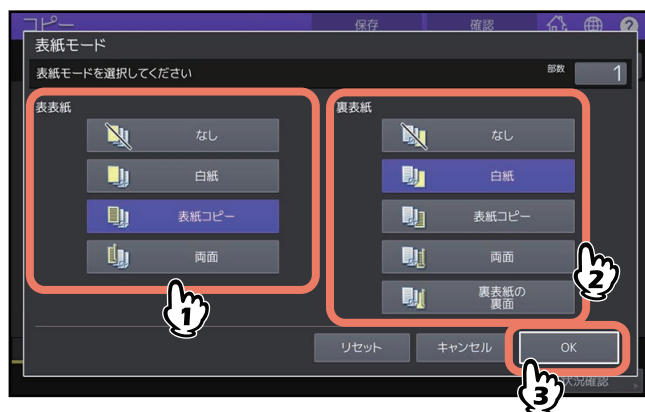 コピー
保存
確認
?
表紙モード
表紙モードを選択してください
部数
1
表表紙
なし
白紙
表紙コピー
両面
1
裏表紙
なし
白紙
表紙コピー
両面
裏表紙の
裏面
2
リセット
キャンセル
OK
3
状況確認